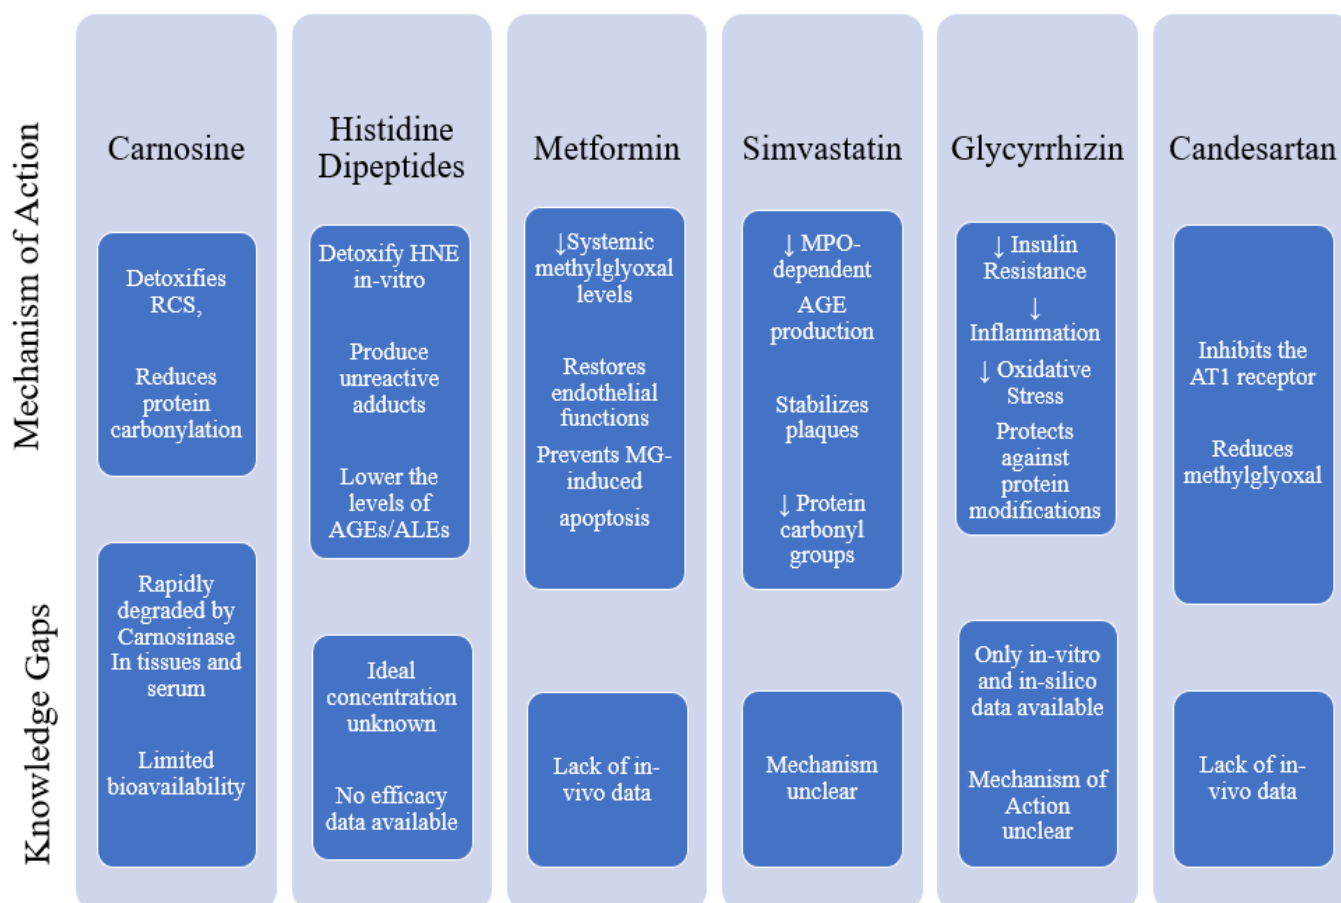 Mechanism of Action
Knowledge Gaps
Carnosine
Detoxifies
RCS,
Reduces
protein
carbonylation
Rapidly
degraded by
Carnosinase
In tissues and
serum
Limited
bioavailability
Histidine
Dipeptides
Detoxify HNE
in-vitro
Produce
unreactive
adducts
Lower the
levels of
AGEs/ALEs
Ideal
concentration
unknown
No efficacy
data available
Metformin
↓Systemic
methylglyoxal
levels
Restores
endothelial
functions
Prevents MG-
induced
apoptosis
Lack of in-
vivo data
Simvastatin
↓ MPO-
dependent
AGE
production
Stabilizes
plaques
↓ Protein
carbonyl
groups
Mechanism
unclear
Glycyrrhizin
↓ Insulin
Resistance
↓
Inflammation
↓ Oxidative
Stress
Protects
against
protein
modifications
Only in-vitro
and in-silico
data available
Mechanism of
Action
unclear
Candesartan
Inhibits the
AT1 receptor
Reduces
methylglyoxal
Lack of in-
vivo data